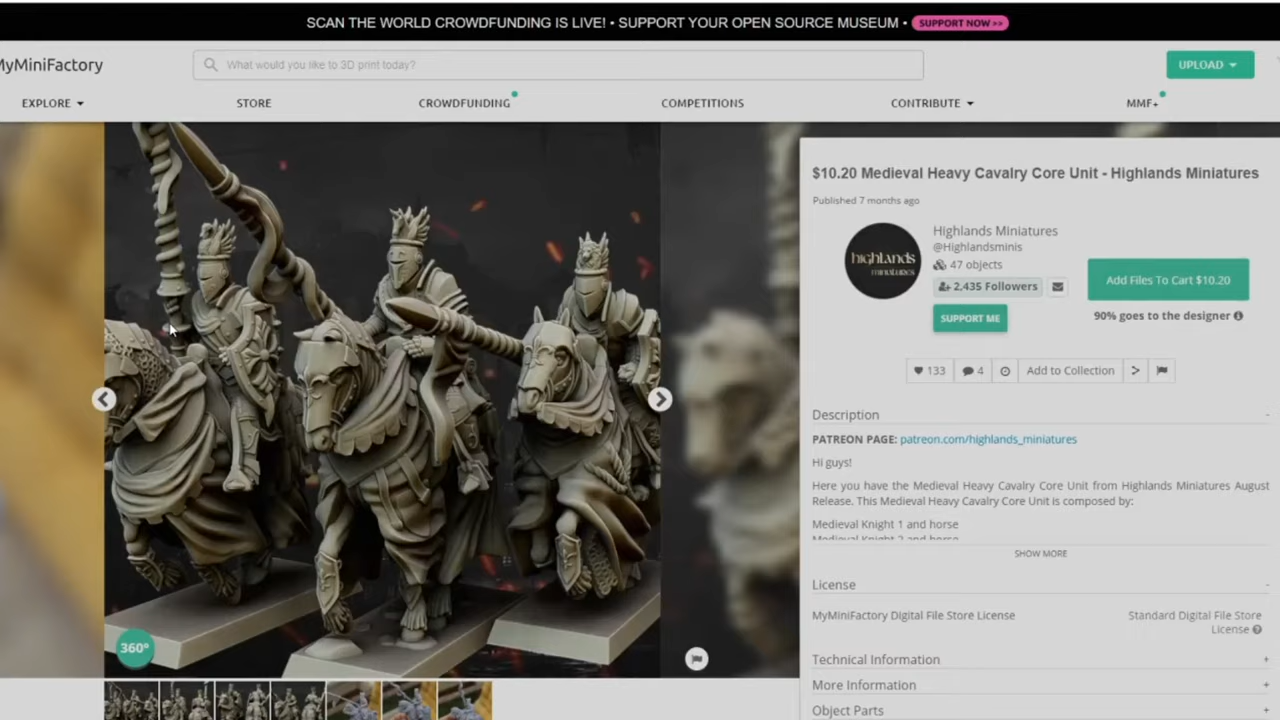 SCAN THE WORLD CROWDFUNDING IS LIVE! • SUPPORT YOUR OPEN SOURCE MUSEUM • SUPPORT NOW >>
MyMiniFactory
What would you like to 3D print today?
UPLOAD
EXPLORE
STORE
CROWDFUNDING
COMPETITIONS
CONTRIBUTE
MMF+
$10.20 Medieval Heavy Cavalry Core Unit - Highlands Miniatures
Published 7 months ago
highlands
miniatures
Highlands Miniatures
@Highlandsminis
47 objects
2,435 Followers
SUPPORT ME
Add Files To Cart $10.20
90% goes to the designer
133
4
Add to Collection
Description -
PATREON PAGE: patreon.com/highlands_miniatures
Hi guys!
Here you have the Medieval Heavy Cavalry Core Unit from Highlands Miniatures August
Release. This Medieval Heavy Cavalry Core Unit is composed by:
Medieval Knight 1 and horse
Medieval Knight 2 and horse
SHOW MORE
License -
MyMiniFactory Digital File Store License
Standard Digital File Store
License
Technical Information +
More Information +
Object Parts +
360°